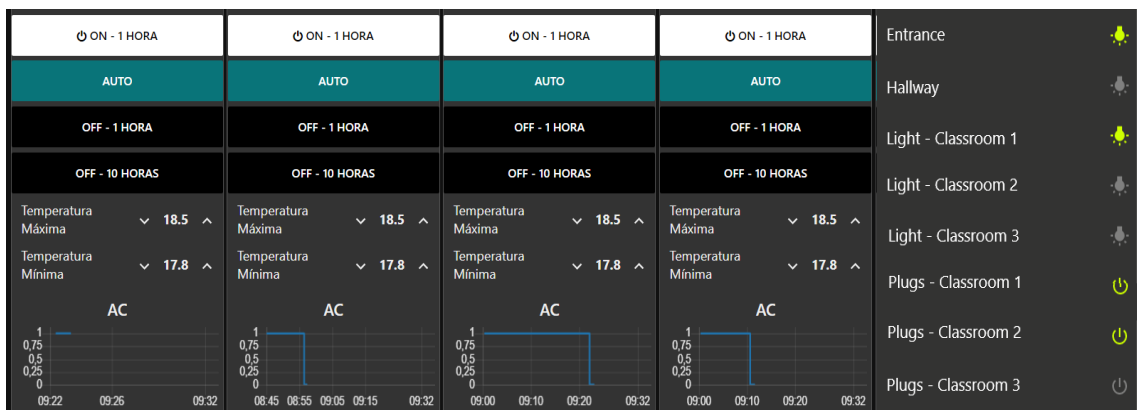 ON - 1 HORA
AUTO
OFF - 1 HORA
OFF - 10 HORAS
Temperatura
Máxima
18.5
Temperatura
Mínima
17.8
AC
1
0,75
0,5
0,25
0
09:22 09:26 09:32
ON - 1 HORA
AUTO
OFF - 1 HORA
OFF - 10 HORAS
Temperatura
Máxima
18.5
Temperatura
Mínima
17.8
AC
1
0,75
0,5
0,25
0
08:45 08:55 09:05 09:15 09:32
ON - 1 HORA
AUTO
OFF - 1 HORA
OFF - 10 HORAS
Temperatura
Máxima
18.5
Temperatura
Mínima
17.8
AC
1
0,75
0,5
0,25
0
09:00 09:10 09:20 09:32
ON - 1 HORA
AUTO
OFF - 1 HORA
OFF - 10 HORAS
Temperatura
Máxima
18.5
Temperatura
Mínima
17.8
AC
1
0,75
0,5
0,25
0
09:00 09:10 09:20 09:32
Entrance
Hallway
Light - Classroom 1
Light - Classroom 2
Light - Classroom 3
Plugs - Classroom 1
Plugs - Classroom 2
Plugs - Classroom 3